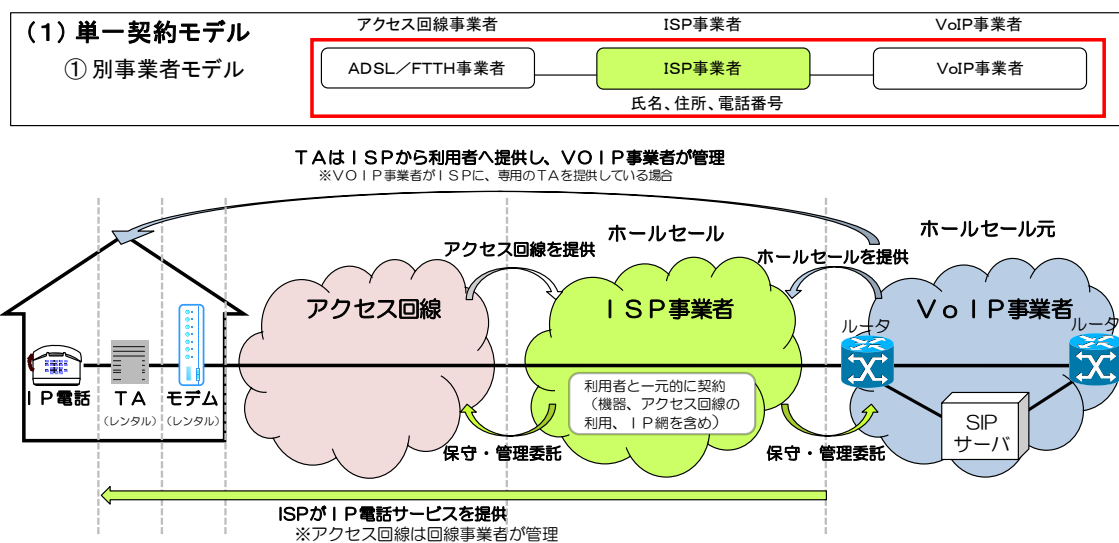 （１）単一契約モデル
① 別事業者モデル
アクセス回線事業者
ISP事業者
VoIP事業者
ADSL／FTTH事業者
ISP事業者
VoIP事業者
氏名、住所、電話番号
ＴＡはＩＳＰから利用者へ提供し、ＶＯＩＰ事業者が管理
※ＶＯＩＰ事業者がＩＳＰに、専用のＴＡを提供している場合
アクセス回線を提供
ホールセール
ホールセールを提供
ホールセール元
アクセス回線
ＩＳＰ事業者
ＶｏＩＰ事業者
ルータ
ルータ
ＩＰ電話
ＴＡ
（レンタル）
モデム
（レンタル）
利用者と一元的に契約
（機器、アクセス回線の
利用、ＩＰ網を含め）
SIP
サーバ
保守・管理委託
保守・管理委託
ISPがＩＰ電話サービスを提供
※アクセス回線は回線事業者が管理